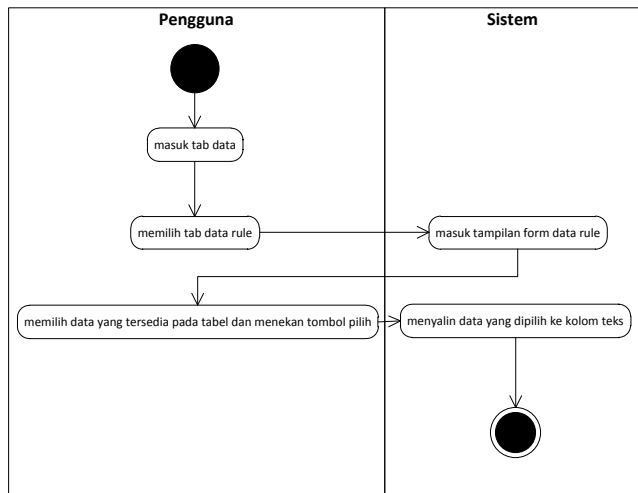 Pengguna
Sistem
masuk tab data
memilih tab data rule
masuk tampilan form data rule
memilih data yang tersedia pada tabel dan menekan tombol pilih
menyalin data yang dipilih ke kolom teks